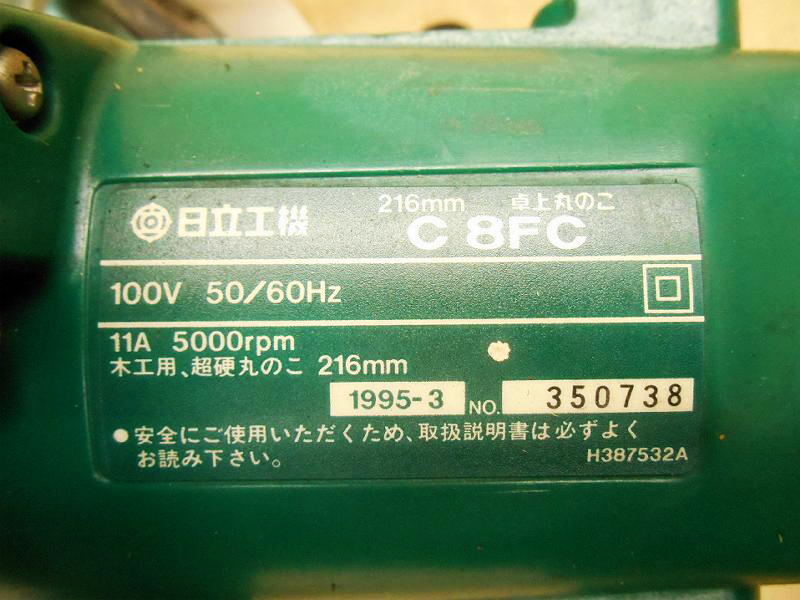 216mm 卓上丸のこ
日立工機 C 8FC
100V 50/60Hz
11A 5000rpm
木工用、超硬丸のこ 216mm
1995-3 NO. 350738
●安全にご使用いただくため、取扱説明書は必ずよく
お読み下さい。
H387532A